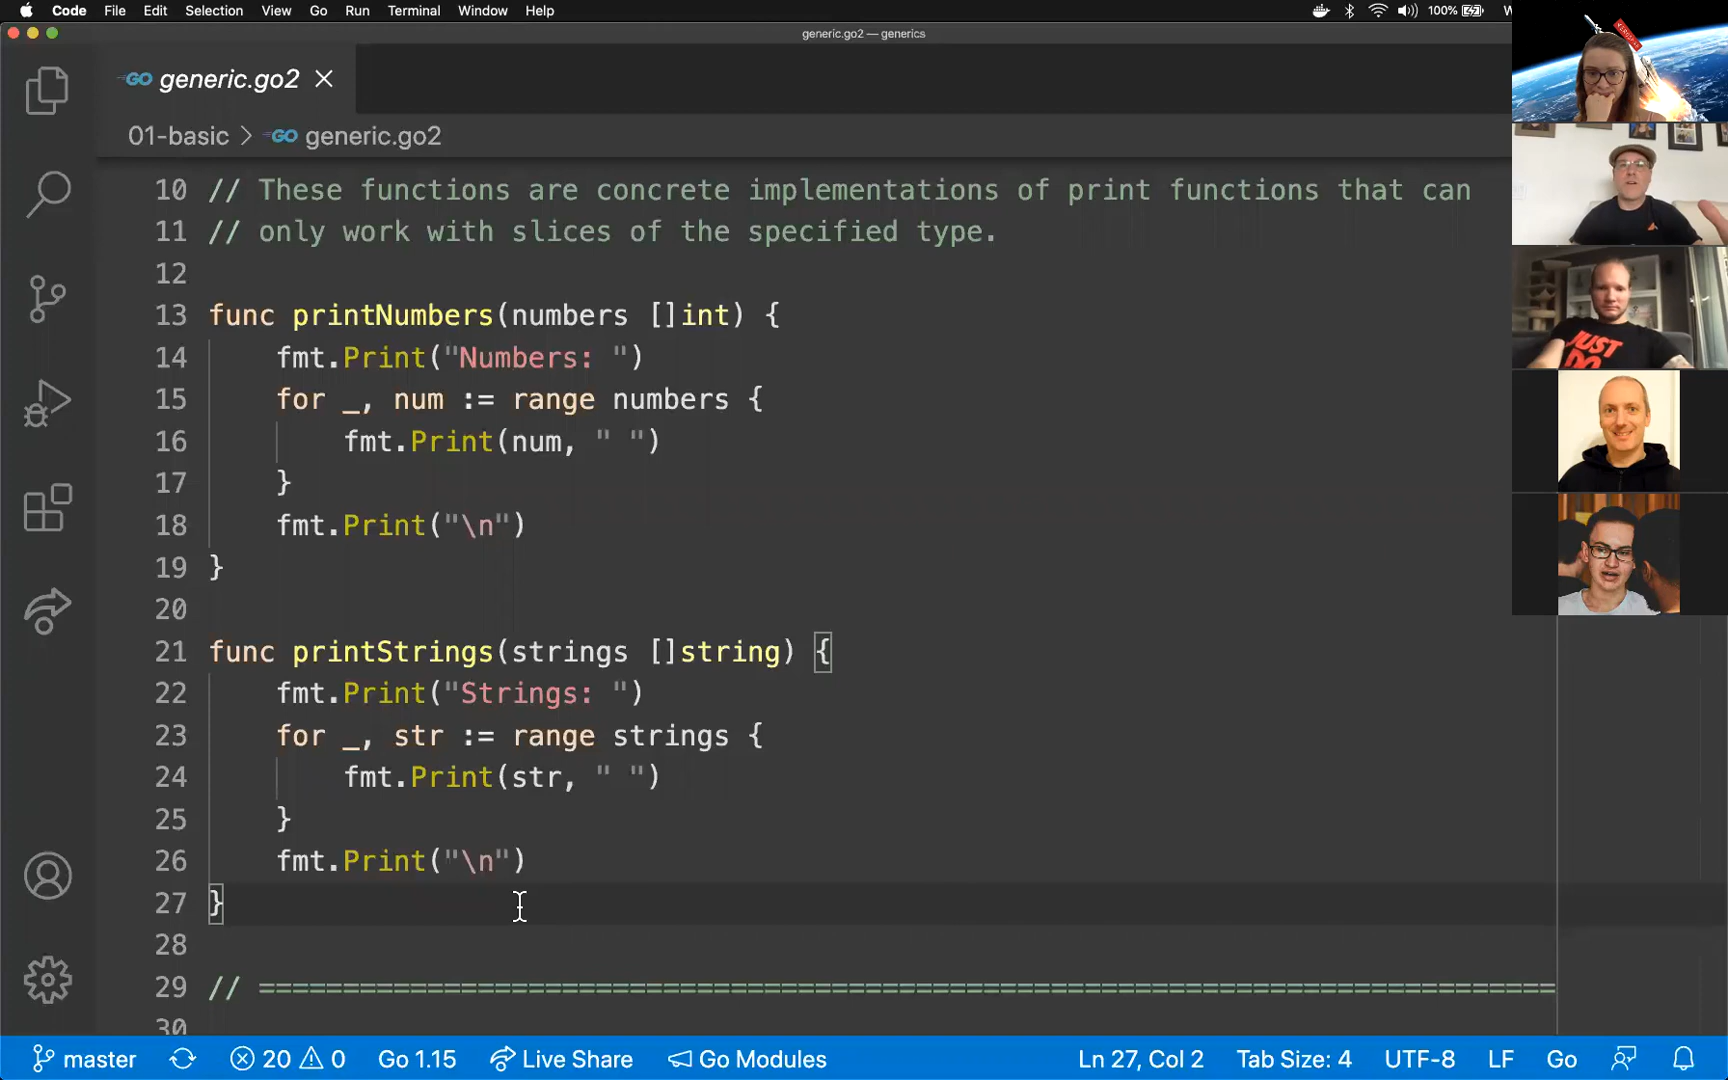 Code File Edit Selection View Go Run Terminal Window Help 100%
generic.go2 — generics
GO generic.go2
01-basic > GO generic.go2
10 // These functions are concrete implementations of print functions that can
11 // only work with slices of the specified type.
12
13 func printNumbers(numbers []int) {
14 fmt.Print("Numbers: ")
15 for _, num := range numbers {
16 fmt.Print(num, " ")
17 }
18 fmt.Print("\n")
19 }
20
21 func printStrings(strings []string) {
22 fmt.Print("Strings: ")
23 for _, str := range strings {
24 fmt.Print(str, " ")
25 }
26 fmt.Print("\n")
27 }
28
29 // =============================================================================
30
JUST
DO
master 20 0 Go 1.15 Live Share Go Modules Ln 27, Col 2 Tab Size: 4 UTF-8 LF Go